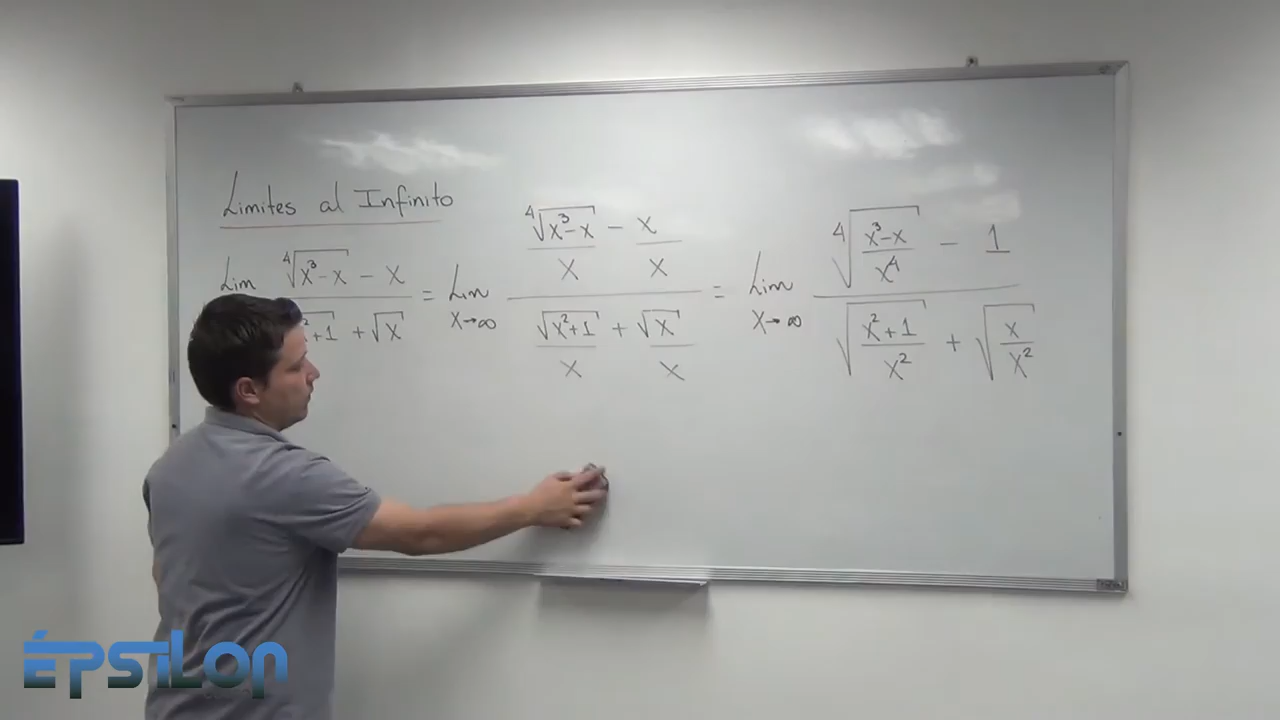 Limites al Infinito
Lim ⁴√(x³-x) - x / √(x²+1) + √x = Lim x→∞ (⁴√(x³-x) / x - x / x) / (√(x²+1) / x + √x / x) = Lim x→∞ (⁴√((x³-x) / x⁴) - 1) / (√((x²+1) / x²) + √(x / x²))
ÉPSILON